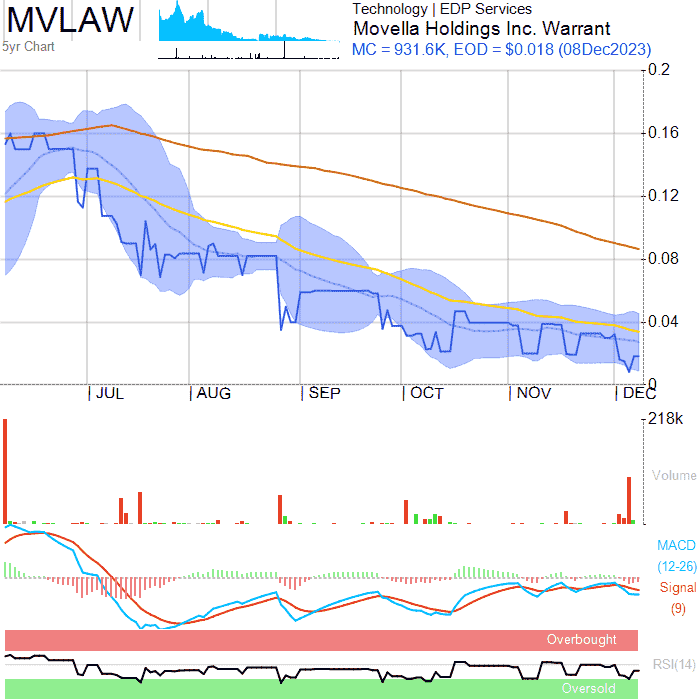 MVLAW
5yr Chart
Technology | EDP Services
Movella Holdings Inc. Warrant
MC = 931.6K, EOD = $0.018 (08Dec2023)
0.2
0.16
0.12
0.08
0.04
0
JUL AUG SEP OCT NOV DEC
218k
Volume
MACD
(12-26)
Signal
(9)
Overbought
RSI(14)
Oversold